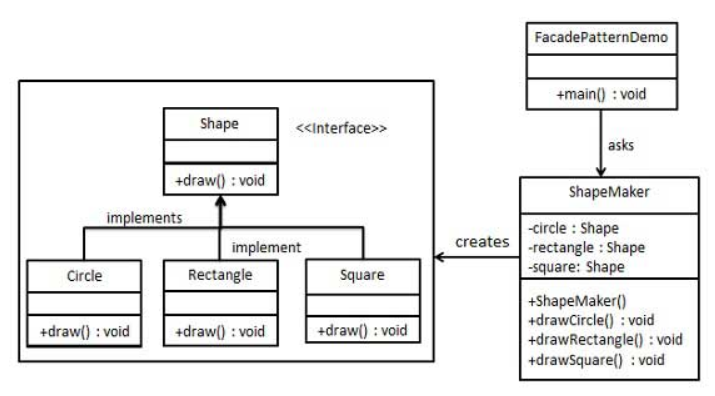 FacadePatternDemo
+main() : void
asks
Shape
<<Interface>>
+draw() : void
implements
implement
Circle
+draw() : void
Rectangle
+draw() : void
Square
+draw() : void
creates
ShapeMaker
-circle : Shape
-rectangle : Shape
-square: Shape
+ShapeMaker()
+drawCircle() : void
+drawRectangle() : void
+drawSquare() : void